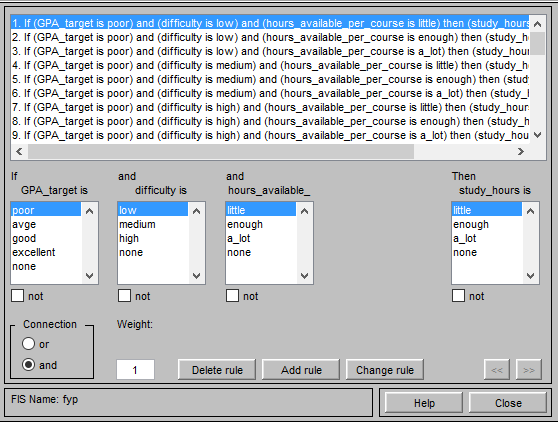 1. If (GPA_target is poor) and (difficulty is low) and (hours_available_per_course is little) then (study_hours
2. If (GPA_target is poor) and (difficulty is low) and (hours_available_per_course is enough) then (study_
3. If (GPA_target is poor) and (difficulty is low) and (hours_available_per_course is a_lot) then (study_hou
4. If (GPA_target is poor) and (difficulty is medium) and (hours_available_per_course is little) then (study_h
5. If (GPA_target is poor) and (difficulty is medium) and (hours_available_per_course is enough) then (stud
6. If (GPA_target is poor) and (difficulty is medium) and (hours_available_per_course is a_lot) then (study_
7. If (GPA_target is poor) and (difficulty is high) and (hours_available_per_course is little) then (study_hours
8. If (GPA_target is poor) and (difficulty is high) and (hours_available_per_course is enough) then (study_h
9. If (GPA_target is poor) and (difficulty is high) and (hours_available_per_course is a_lot) then (study_hour
If and and Then
GPA_target is difficulty is hours_available_ study_hours is
poor low little little
avge medium enough enough
good high a_lot a_lot
excellent none none none
none
not not not not
Connection Weight:
or
and 1 Delete rule Add rule Change rule << >>
FIS Name: fyp Help Close